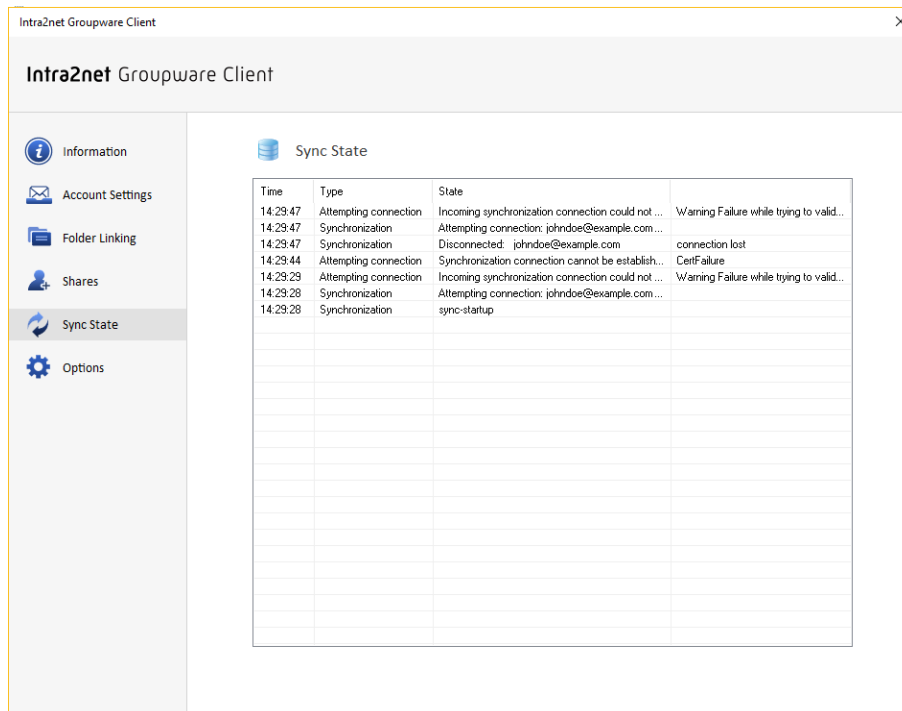 Intra2net Groupware Client
Intra2net Groupware Client
Information
Account Settings
Folder Linking
Shares
Sync State
Options
Sync State
Time Type State
14:29:47 Attempting connection Incoming synchronization connection could not ... Warning Failure while trying to valid...
14:29:47 Synchronization Attempting connection: johndoe@example.com ...
14:29:47 Synchronization Disconnected: johndoe@example.com connection lost
14:29:44 Attempting connection Synchronization connection cannot be establish... CertFailure
14:29:29 Attempting connection Incoming synchronization connection could not ... Warning Failure while trying to valid...
14:29:28 Synchronization Attempting connection: johndoe@example.com ...
14:29:28 Synchronization sync-startup